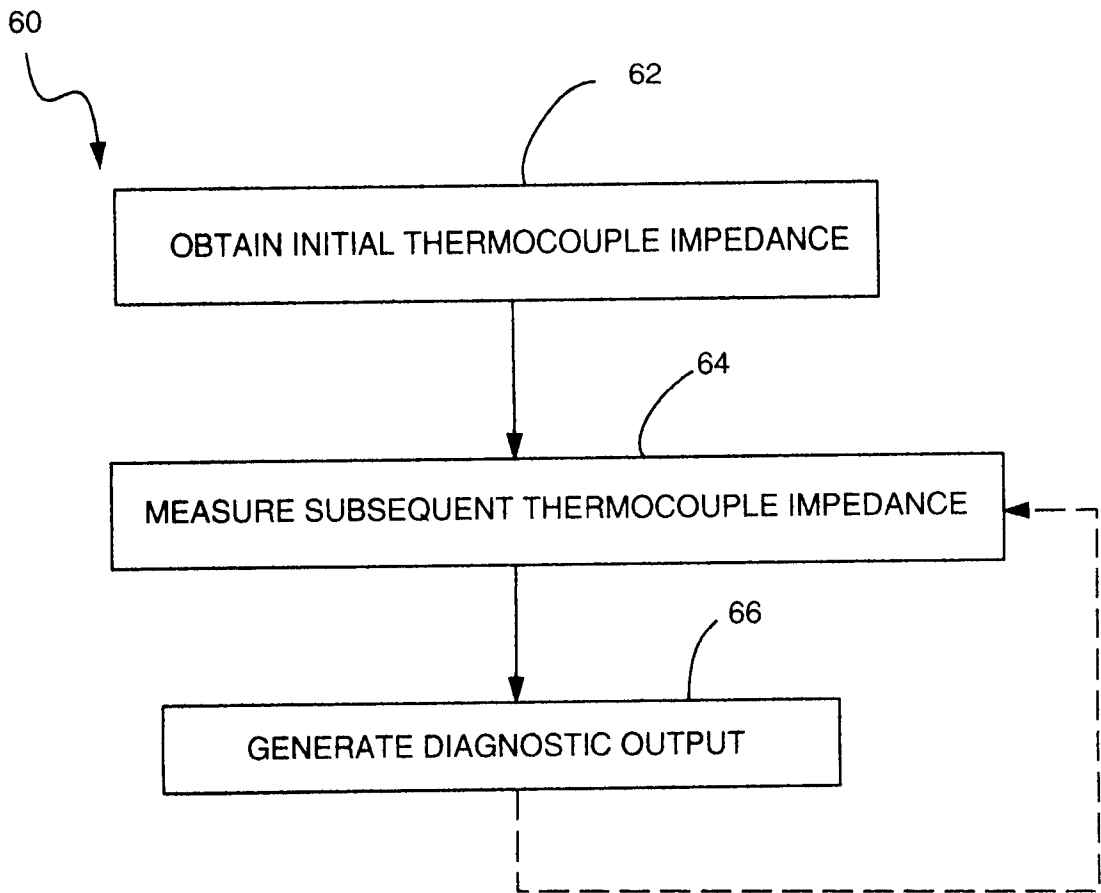 60
62
OBTAIN INITIAL THERMOCOUPLE IMPEDANCE
64
MEASURE SUBSEQUENT THERMOCOUPLE IMPEDANCE
66
GENERATE DIAGNOSTIC OUTPUT